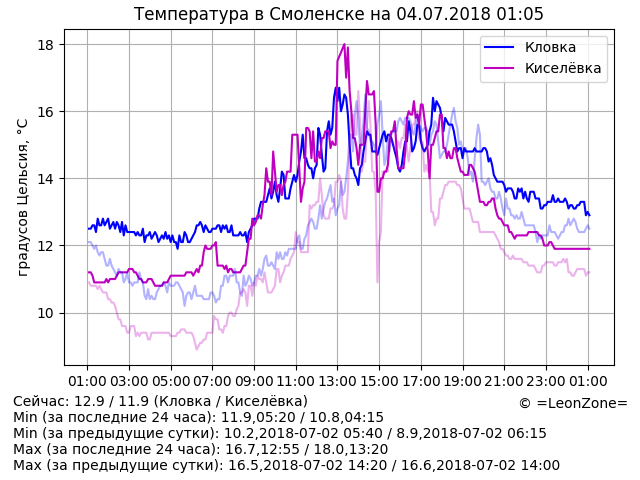 Температура в Смоленске на 04.07.2018 01:05
градусов Цельсия, °C
18
16
14
12
10
Кловка
Киселёвка
01:00 03:00 05:00 07:00 09:00 11:00 13:00 15:00 17:00 19:00 21:00 23:00 01:00
Сейчас: 12.9 / 11.9 (Кловка / Киселёвка)
© =LeonZone=
Min (за последние 24 часа): 11.9,05:20 / 10.8,04:15
Min (за предыдущие сутки): 10.2,2018-07-02 05:40 / 8.9,2018-07-02 06:15
Max (за последние 24 часа): 16.7,12:55 / 18.0,13:20
Max (за предыдущие сутки): 16.5,2018-07-02 14:20 / 16.6,2018-07-02 14:00